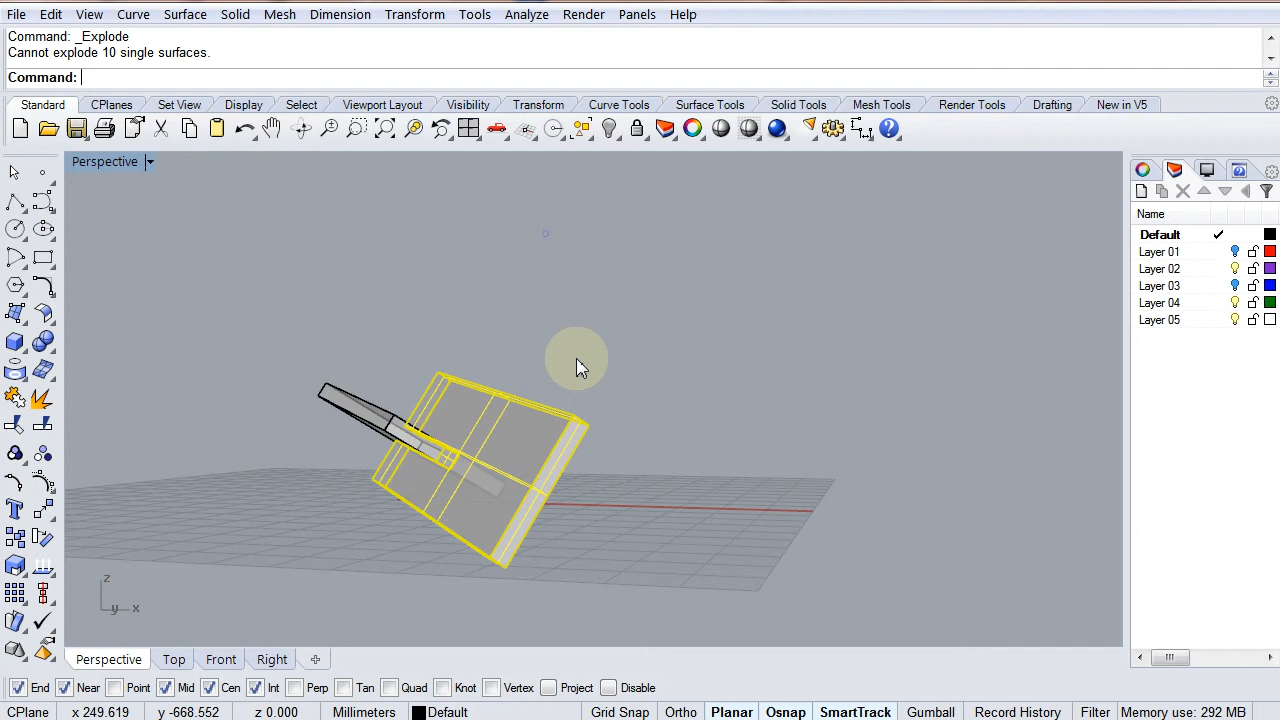 File Edit View Curve Surface Solid Mesh Dimension Transform Tools Analyze Render Panels Help
Command: _Explode
Cannot explode 10 single surfaces.
Command:
Standard CPlanes Set View Display Select Viewport Layout Visibility Transform Curve Tools Surface Tools Solid Tools Mesh Tools Render Tools Drafting New in V5
Perspective
Name
Default
Layer 01
Layer 02
Layer 03
Layer 04
Layer 05
z
y x
Perspective Top Front Right
End Near Point Mid Cen Int Perp Tan Quad Knot Vertex Project Disable
CPlane x 249.619 y -668.552 z 0.000 Millimeters Default Grid Snap Ortho Planar Osnap SmartTrack Gumball Record History Filter Memory use: 292 MB